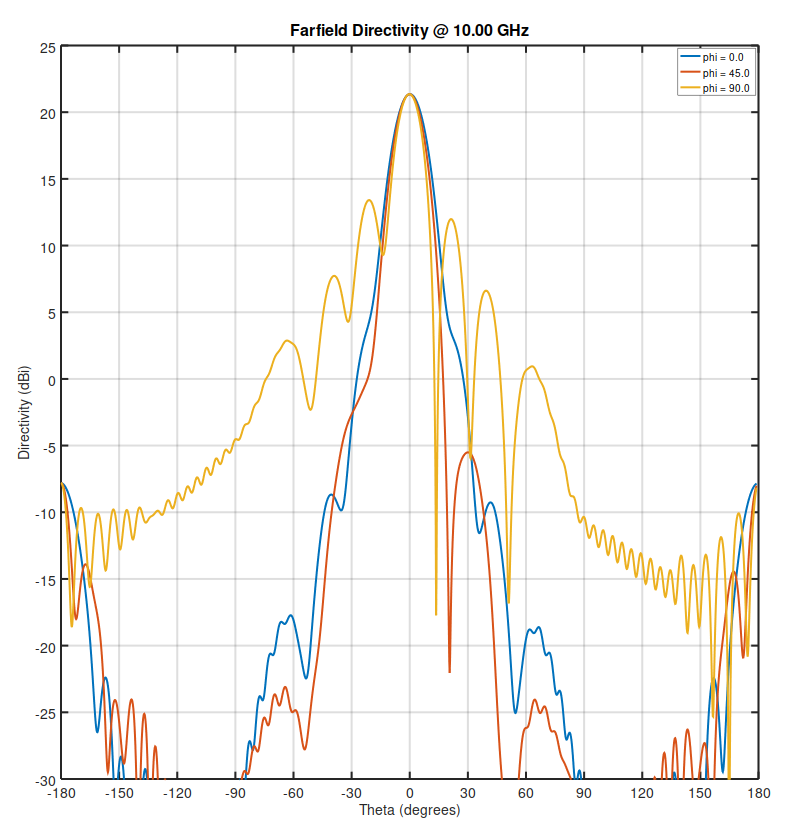 Farfield Directivity @ 10.00 GHz
phi = 0.0
phi = 45.0
phi = 90.0
25
20
15
10
5
0
-5
-10
-15
-20
-25
-30
Directivity (dBi)
-180 -150 -120 -90 -60 -30 0 30 60 90 120 150 180
Theta (degrees)